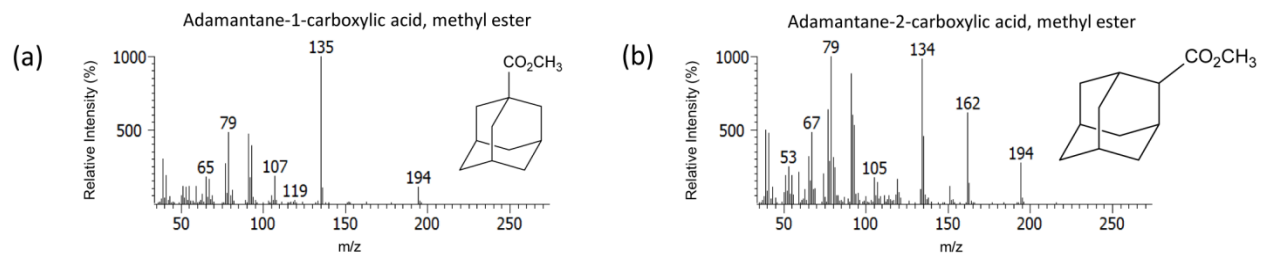 Adamantane-1-carboxylic acid, methyl ester
(a)
Relative Intensity (%)
1000
500
65
79
107
119
135
194
CO₂CH₃
50 100 150 200 250
m/z
Adamantane-2-carboxylic acid, methyl ester
(b)
Relative Intensity (%)
1000
500
53
67
79
105
134
162
194
CO₂CH₃
50 100 150 200 250
m/z